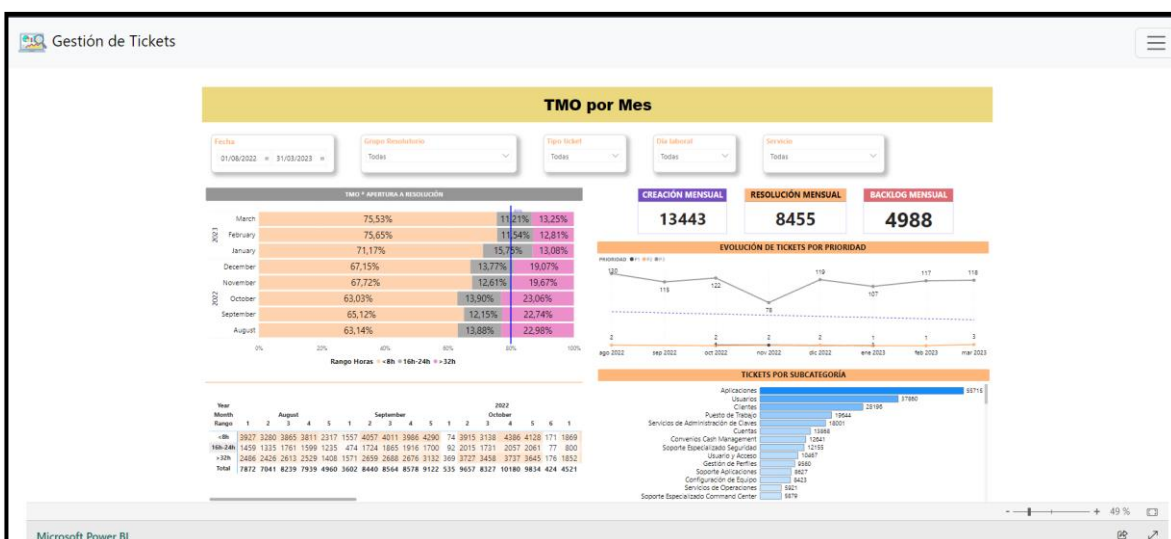 Gestión de Tickets
TMO por Mes
Fecha
01/08/2022 31/03/2023
Grupo Resolutorio
Todas
Tipo ticket
Todas
Dia laboral
Todas
Servicio
Todas
TMO * APERTURA A RESOLUCIÓN
2023
March 75,53% 11,21% 13,25%
February 75,65% 11,54% 12,81%
January 71,17% 15,75% 13,08%
2022
December 67,15% 13,77% 19,07%
November 67,72% 12,61% 19,67%
October 63,03% 13,90% 23,06%
September 65,12% 12,15% 22,74%
August 63,14% 13,88% 22,98%
0% 20% 40% 60% 80% 100%
Rango Horas <8h 16h-24h >32h
CREACIÓN MENSUAL
13443
RESOLUCIÓN MENSUAL
8455
BACKLOG MENSUAL
4988
EVOLUCIÓN DE TICKETS POR PRIORIDAD
PRIORIDAD P1 P2 P3
115 122 78 119 107 117 118
2 2 2 2 1 1 3
ago 2022 sep 2022 oct 2022 nov 2022 dic 2022 ene 2023 feb 2023 mar 2023
TICKETS POR SUBCATEGORÍA
Aplicaciones 55715
Usuarios 37860
Clientes
Puesto de Trabajo 19644
Servicios de Administración de Claves 18001
Cuentas
Convenios Cash Management 12641
Soporte Especializado Seguridad 12155
Usuario y Acceso 10467
Gestión de Perfiles 9580
Soporte Aplicaciones 8627
Configuración de Equipo 8423
Servicios de Operaciones 5921
Soporte Especializado Command Center 5879
Year 2022
Month August September October
Rango 1 2 3 4 5 1 2 3 4 5 1 2 3 4 5 6 1
<8h 3927 3280 3865 3811 2317 1557 4057 4011 3986 4290 74 3915 3138 4386 4128 171 1869
16h-24h 1459 1335 1761 1599 1235 474 1724 1865 1916 1700 92 2015 1731 2057 2061 77 800
>32h 2486 2426 2613 2529 1408 1571 2659 2688 2676 3132 369 3727 3458 3737 3645 176 1852
Total 7872 7041 8239 7939 4960 3602 8440 8564 8578 9122 535 9657 8327 10180 9834 424 4521
49 %
Microsoft Power BI